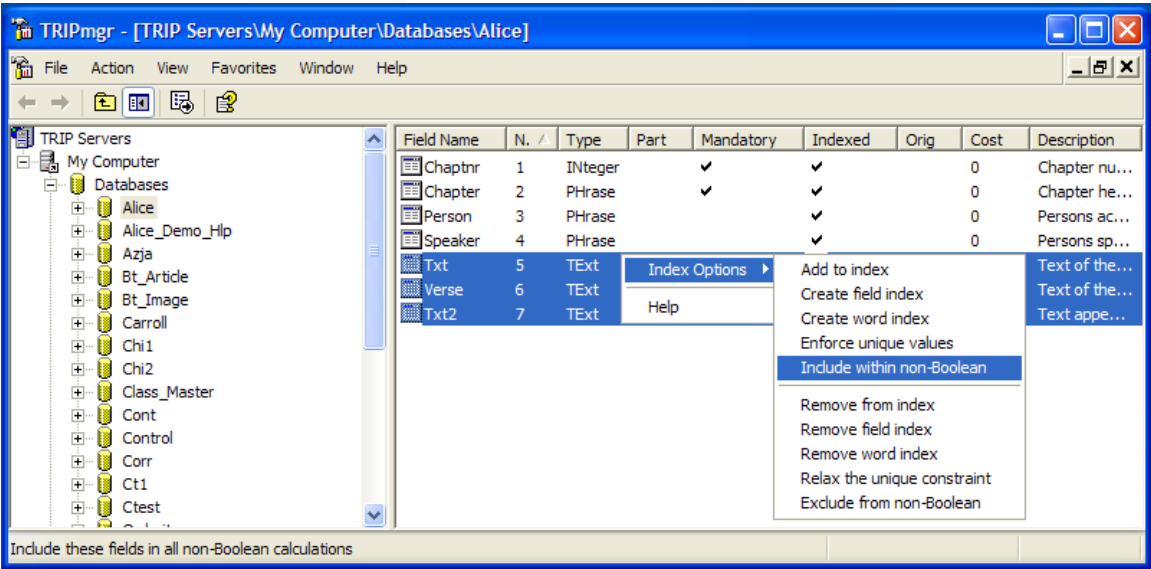 TRIPmgr - [TRIP Servers\My Computer\Databases\Alice]
File Action View Favorites Window Help
TRIP Servers
My Computer
Databases
Alice
Alice_Demo_Hlp
Azja
Bt_Article
Bt_Image
Carroll
Chi1
Chi2
Class_Master
Cont
Control
Corr
Ct1
Ctest
Field Name N. Type Part Mandatory Indexed Orig Cost Description
Chaptnr 1 INteger 0 Chapter nu...
Chapter 2 PHrase 0 Chapter he...
Person 3 PHrase 0 Persons ac...
Speaker 4 PHrase 0 Persons sp...
Txt 5 TExt Text of the...
Verse 6 TExt Text of the...
Txt2 7 TExt Text appe...
Index Options
Help
Add to index
Create field index
Create word index
Enforce unique values
Include within non-Boolean
Remove from index
Remove field index
Remove word index
Relax the unique constraint
Exclude from non-Boolean
Include these fields in all non-Boolean calculations